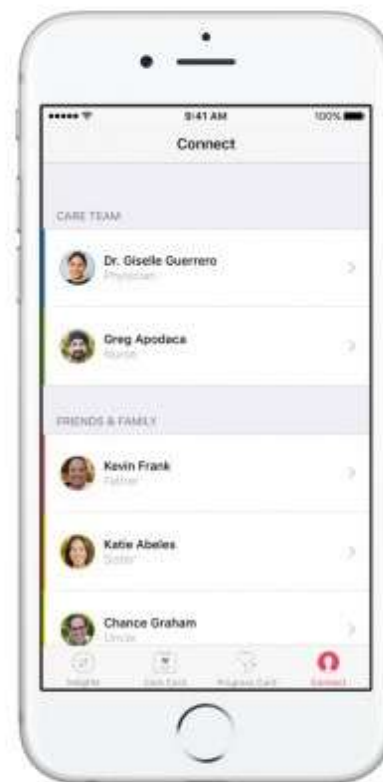 9:41 AM 100%
Connect
CARE TEAM
Dr. Giselle Guerrero
Physician
Greg Apodaca
Nurse
FRIENDS & FAMILY
Kevin Frank
Father
Katie Abeles
Sister
Chance Graham
Uncle
Insights Care Card Progress Card Connect